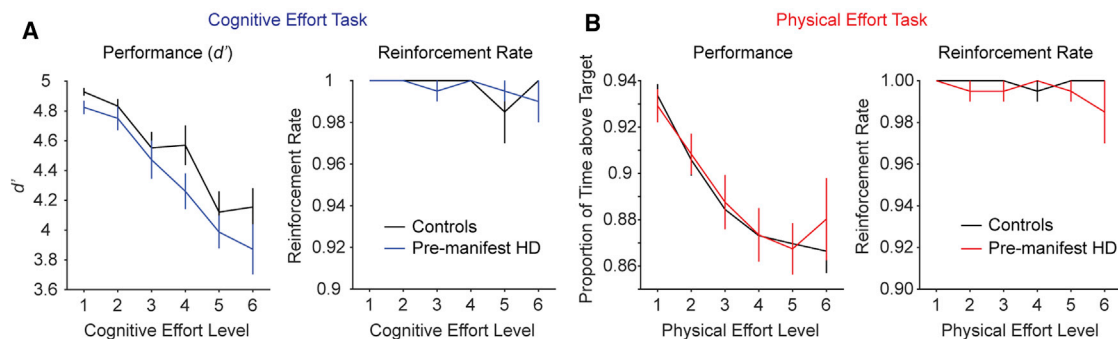 Cognitive Effort Task
Physical Effort Task
A
Performance (d')
Reinforcement Rate
B
Performance
Reinforcement Rate
d'
5
4.8
4.6
4.4
4.2
4
3.8
3.6
1 2 3 4 5 6
Cognitive Effort Level
Reinforcement Rate
1
0.98
0.96
0.94
0.92
0.9
Controls
Pre-manifest HD
1 2 3 4 5 6
Cognitive Effort Level
Proportion of Time above Target
0.94
0.92
0.9
0.88
0.86
1 2 3 4 5 6
Physical Effort Level
Reinforcement Rate
1.00
0.98
0.96
0.94
0.92
0.90
Controls
Pre-manifest HD
1 2 3 4 5 6
Physical Effort Level